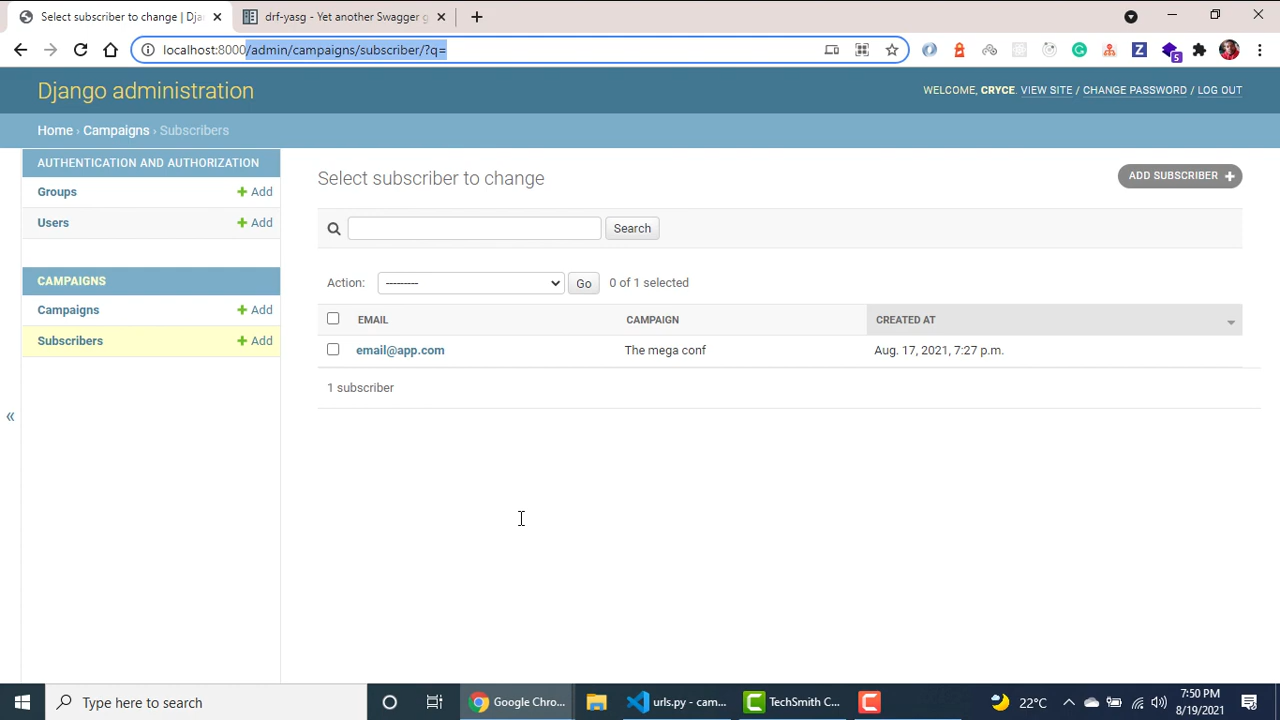 Select subscriber to change | Dja
drf-yasg - Yet another Swagger g
localhost:8000/admin/campaigns/subscriber/?q=
5
Django administration
WELCOME, CRYCE. VIEW SITE / CHANGE PASSWORD / LOG OUT
Home › Campaigns › Subscribers
AUTHENTICATION AND AUTHORIZATION
Groups + Add
Users + Add
CAMPAIGNS
Campaigns + Add
Subscribers + Add
«
Select subscriber to change
ADD SUBSCRIBER +
Search
Action: --------- Go 0 of 1 selected
EMAIL CAMPAIGN CREATED AT
email@app.com The mega conf Aug. 17, 2021, 7:27 p.m.
1 subscriber
Type here to search
Google Chro...
urls.py - cam...
TechSmith C...
22°C
7:50 PM
8/19/2021